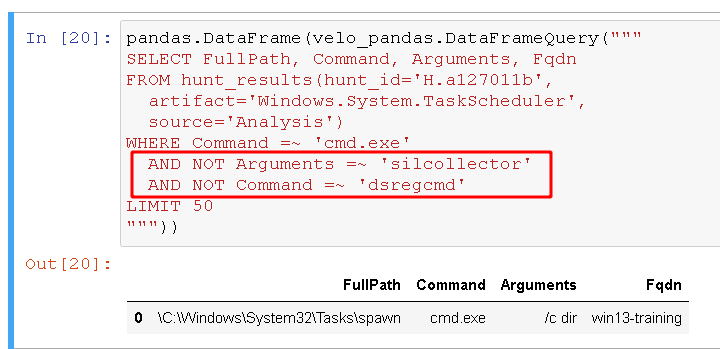 In [20]: pandas.DataFrame(velo_pandas.DataFrameQuery("""
SELECT FullPath, Command, Arguments, Fqdn
FROM hunt_results(hunt_id='H.a127011b',
  artifact='Windows.System.TaskScheduler',
  source='Analysis')
WHERE Command =~ 'cmd.exe'
  AND NOT Arguments =~ 'silcollector'
  AND NOT Command =~ 'dsregcmd'
LIMIT 50
"""))
Out[20]:
FullPath Command Arguments Fqdn
0 \C:\Windows\System32\Tasks\spawn cmd.exe /c dir win13-training